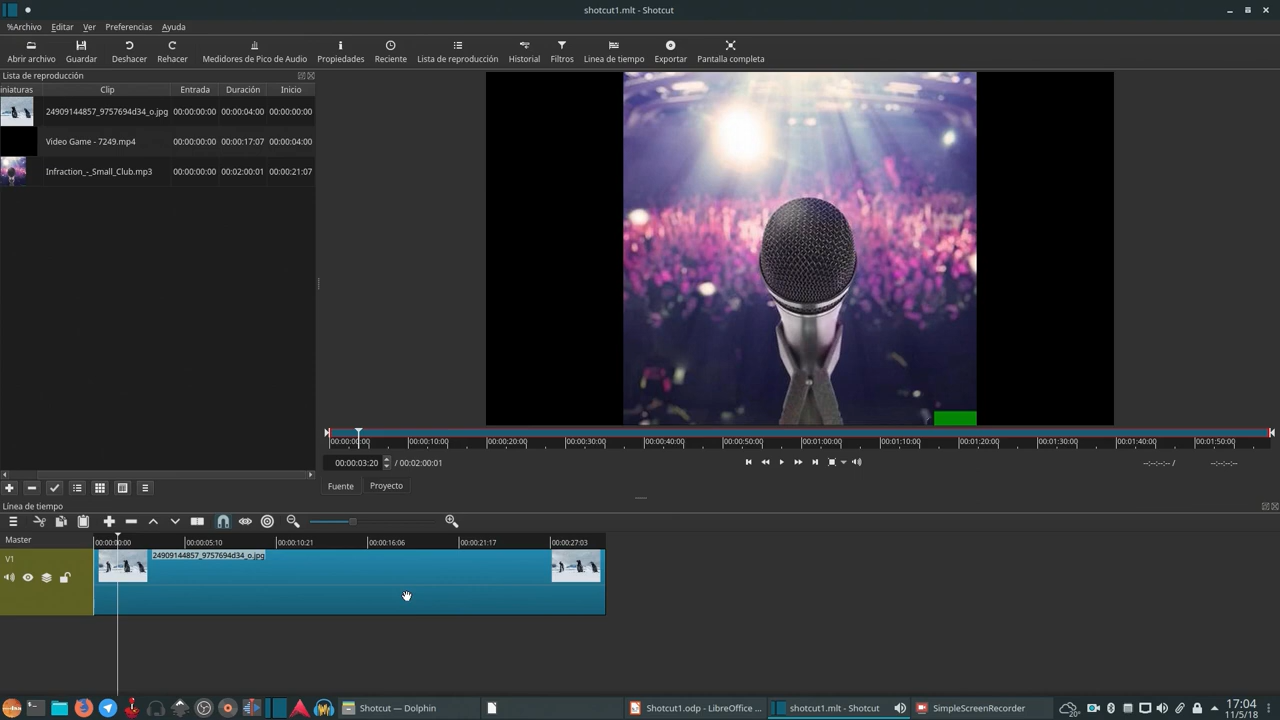 shotcut1.mlt - Shotcut
%Archivo Editar Ver Preferencias Ayuda
Abrir archivo Guardar Deshacer Rehacer Medidores de Pico de Audio Propiedades Reciente Lista de reproducción Historial Filtros Línea de tiempo Exportar Pantalla completa
Lista de reproducción
iniaturas Clip Entrada Duración Inicio
24909144857_9757694d34_o.jpg 00:00:00:00 00:00:04:00 00:00:00:00
Video Game - 7249.mp4 00:00:00:00 00:00:17:07 00:00:04:00
Infraction_-_Small_Club.mp3 00:00:00:00 00:02:00:01 00:00:21:07
00:00:00:00 00:00:10:00 00:00:20:00 00:00:30:00 00:00:40:00 00:00:50:00 00:01:00:00 00:01:10:00 00:01:20:00 00:01:30:00 00:01:40:00 00:01:50:00
00:00:03:20 / 00:02:00:01 --:--:--:-- / --:--:--:--
Fuente Proyecto
Línea de tiempo
Master 00:00:00:00 00:00:05:10 00:00:10:21 00:00:16:06 00:00:21:17 00:00:27:03
V1 24909144857_9757694d34_o.jpg
Shotcut — Dolphin Shotcut1.odp - LibreOffice ... shotcut1.mlt - Shotcut SimpleScreenRecorder -20° 17:04
11/5/18